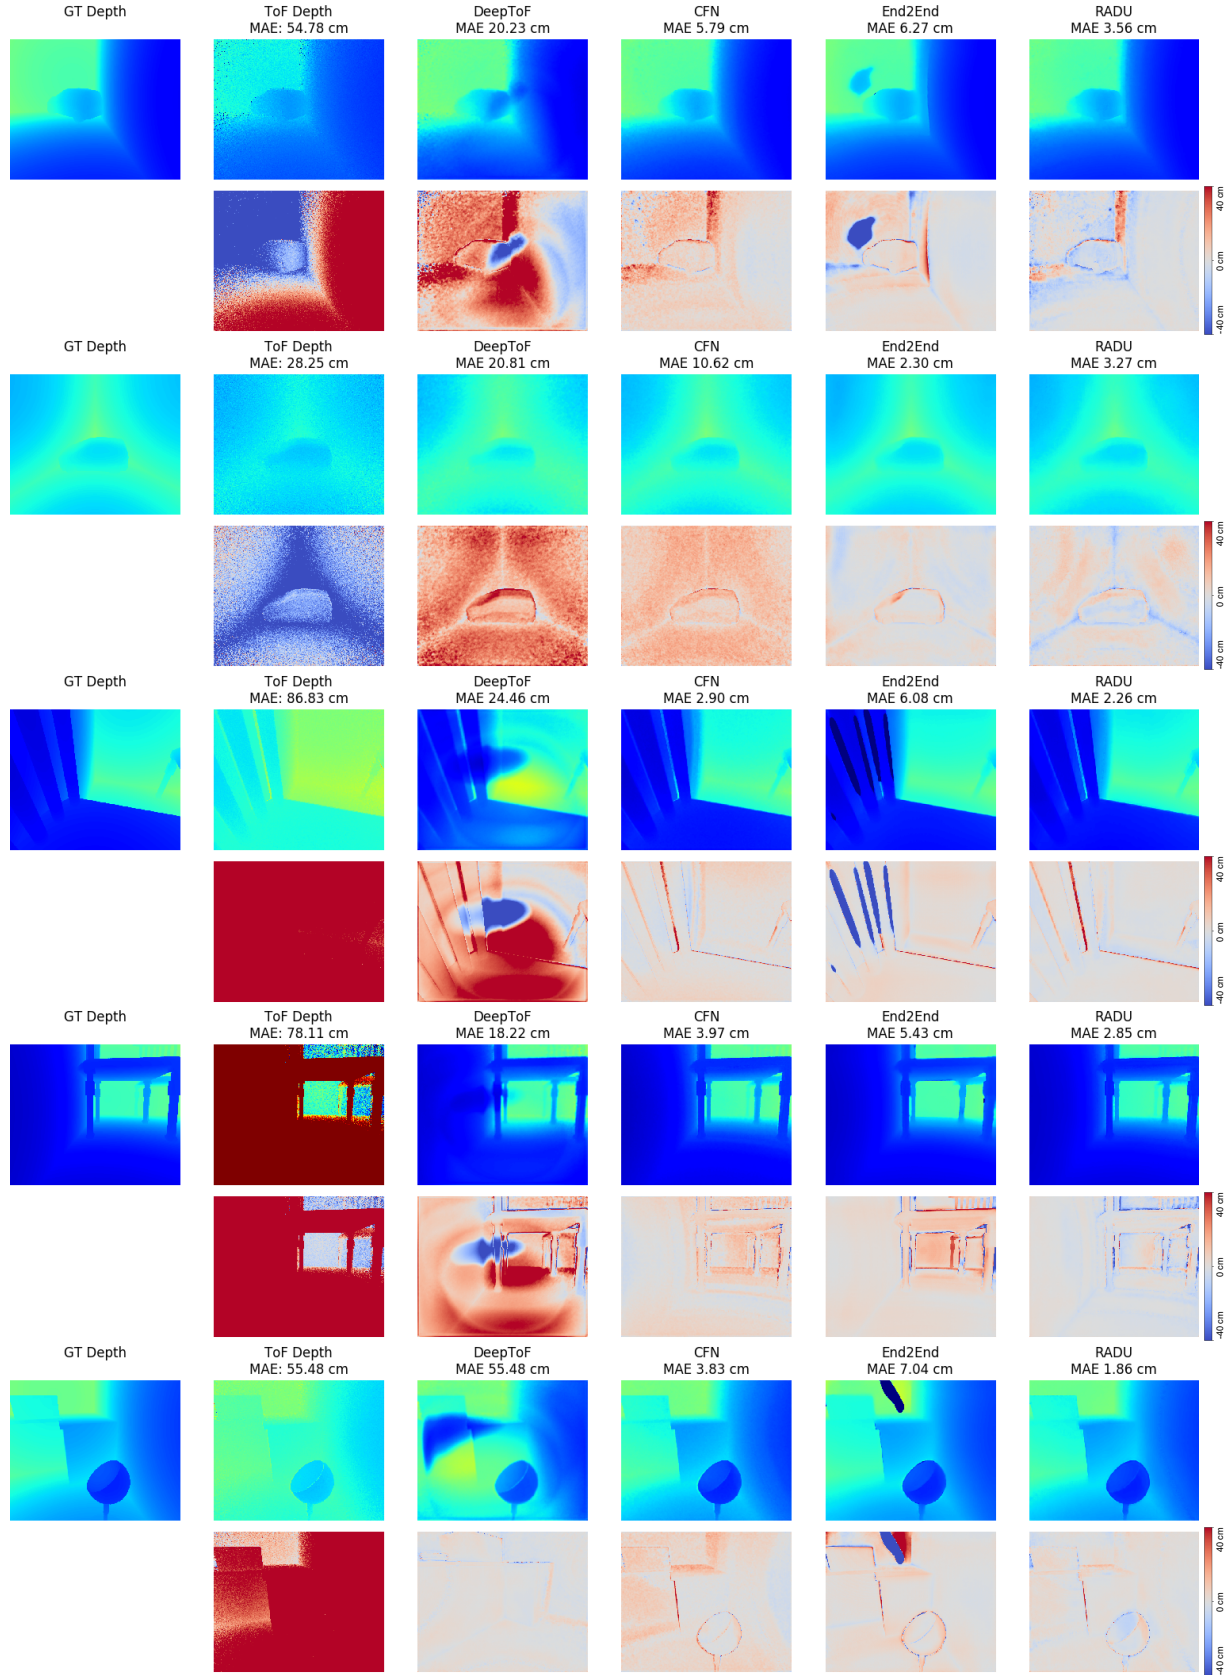 GT Depth
ToF Depth
MAE: 54.78 cm
DeepToF
MAE 20.23 cm
CFN
MAE 5.79 cm
End2End
MAE 6.27 cm
RADU
MAE 3.56 cm
40 cm
0 cm
-40 cm
GT Depth
ToF Depth
MAE: 28.25 cm
DeepToF
MAE 20.81 cm
CFN
MAE 10.62 cm
End2End
MAE 2.30 cm
RADU
MAE 3.27 cm
40 cm
0 cm
-40 cm
GT Depth
ToF Depth
MAE: 86.83 cm
DeepToF
MAE 24.46 cm
CFN
MAE 2.90 cm
End2End
MAE 6.08 cm
RADU
MAE 2.26 cm
40 cm
0 cm
-40 cm
GT Depth
ToF Depth
MAE: 78.11 cm
DeepToF
MAE 18.22 cm
CFN
MAE 3.97 cm
End2End
MAE 5.43 cm
RADU
MAE 2.85 cm
40 cm
0 cm
-40 cm
GT Depth
ToF Depth
MAE: 55.48 cm
DeepToF
MAE 55.48 cm
CFN
MAE 3.83 cm
End2End
MAE 7.04 cm
RADU
MAE 1.86 cm
40 cm
0 cm
-40 cm